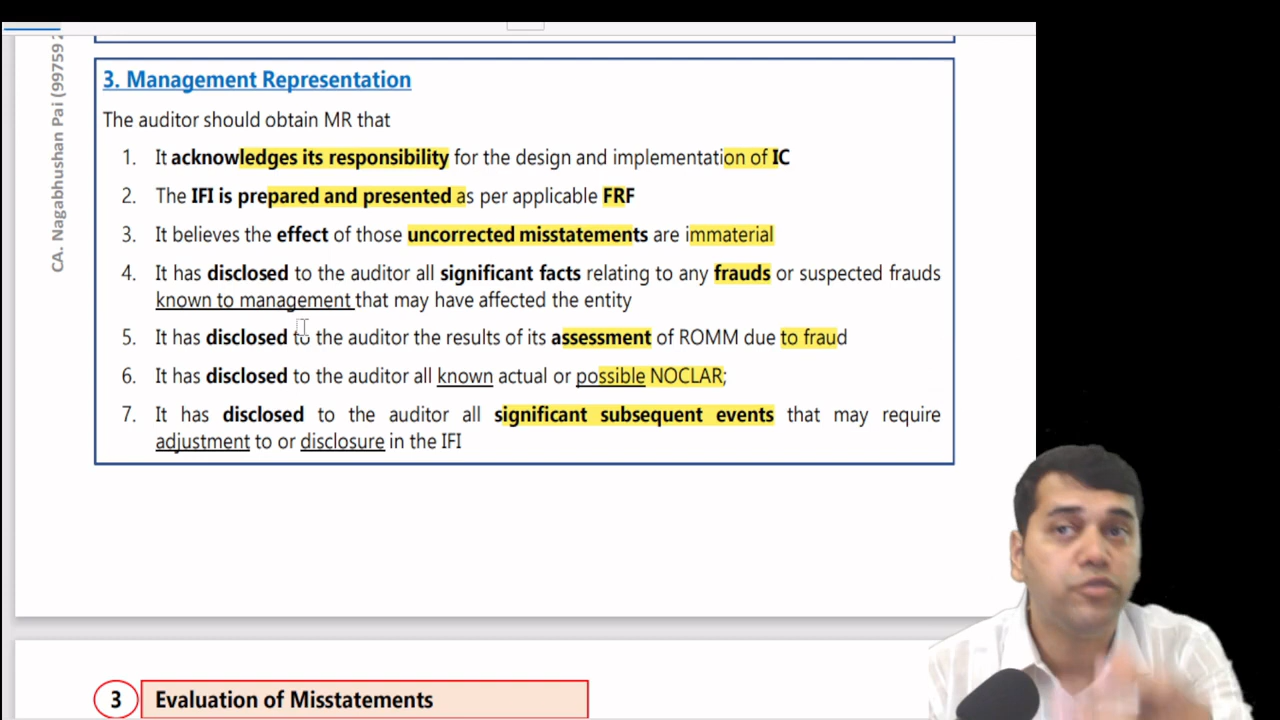 CA. Nagabhushan Pai (99759 2
3. Management Representation
The auditor should obtain MR that
1. It acknowledges its responsibility for the design and implementation of IC
2. The IFI is prepared and presented as per applicable FRF
3. It believes the effect of those uncorrected misstatements are immaterial
4. It has disclosed to the auditor all significant facts relating to any frauds or suspected frauds
known to management that may have affected the entity
5. It has disclosed to the auditor the results of its assessment of ROMM due to fraud
6. It has disclosed to the auditor all known actual or possible NOCLAR;
7. It has disclosed to the auditor all significant subsequent events that may require
adjustment to or disclosure in the IFI
3 Evaluation of Misstatements